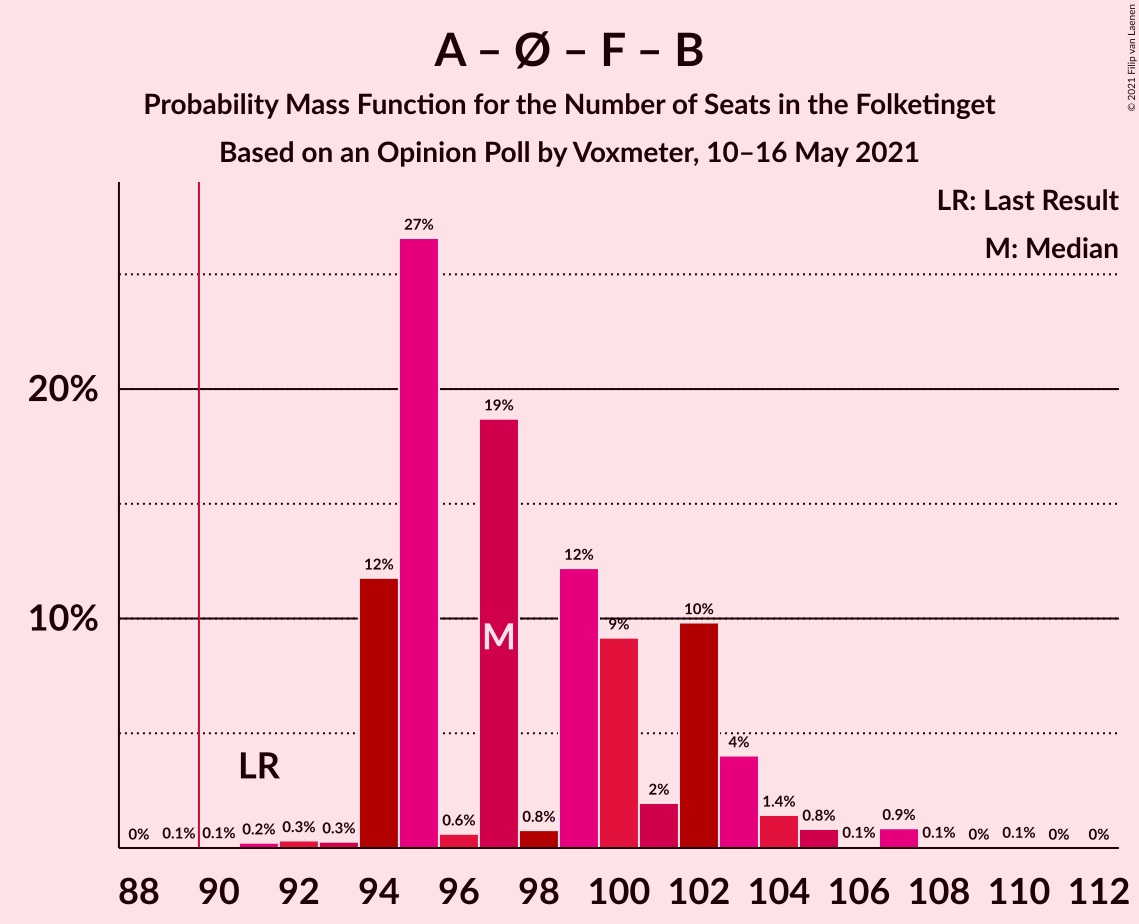 A – Ø – F – B
Probability Mass Function for the Number of Seats in the Folketinget
Based on an Opinion Poll by Voxmeter, 10–16 May 2021
© 2021 Filip van Laenen
LR: Last Result
M: Median
27%
20%
19%
12%
12%
10%
9%
10%
M
4%
LR
2%
1.4%
0% 0.1% 0.1% 0.2% 0.3% 0.3% 0.6% 0.8% 0.8% 0.1% 0.9% 0.1% 0% 0.1% 0% 0%
88 90 92 94 96 98 100 102 104 106 108 110 112